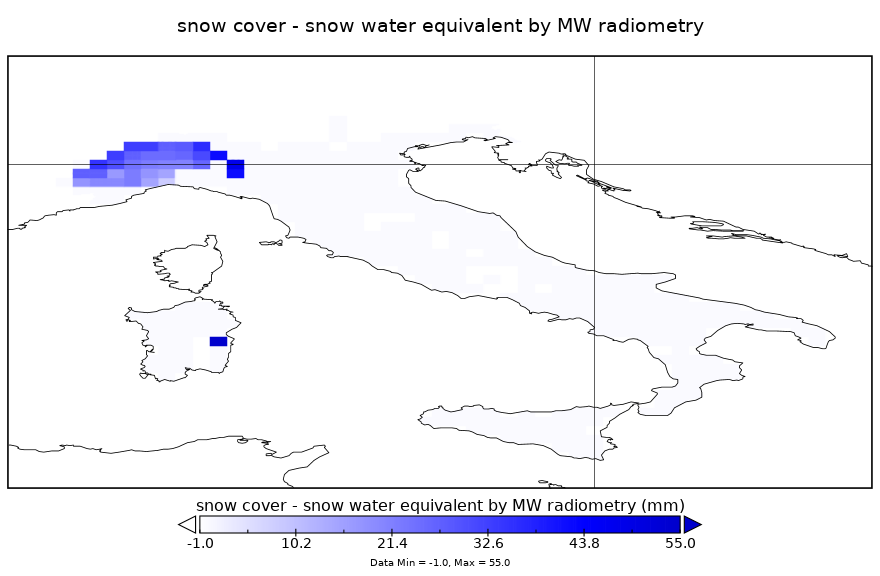 snow cover - snow water equivalent by MW radiometry
snow cover - snow water equivalent by MW radiometry (mm)
-1.0 10.2 21.4 32.6 43.8 55.0
Data Min = -1.0, Max = 55.0